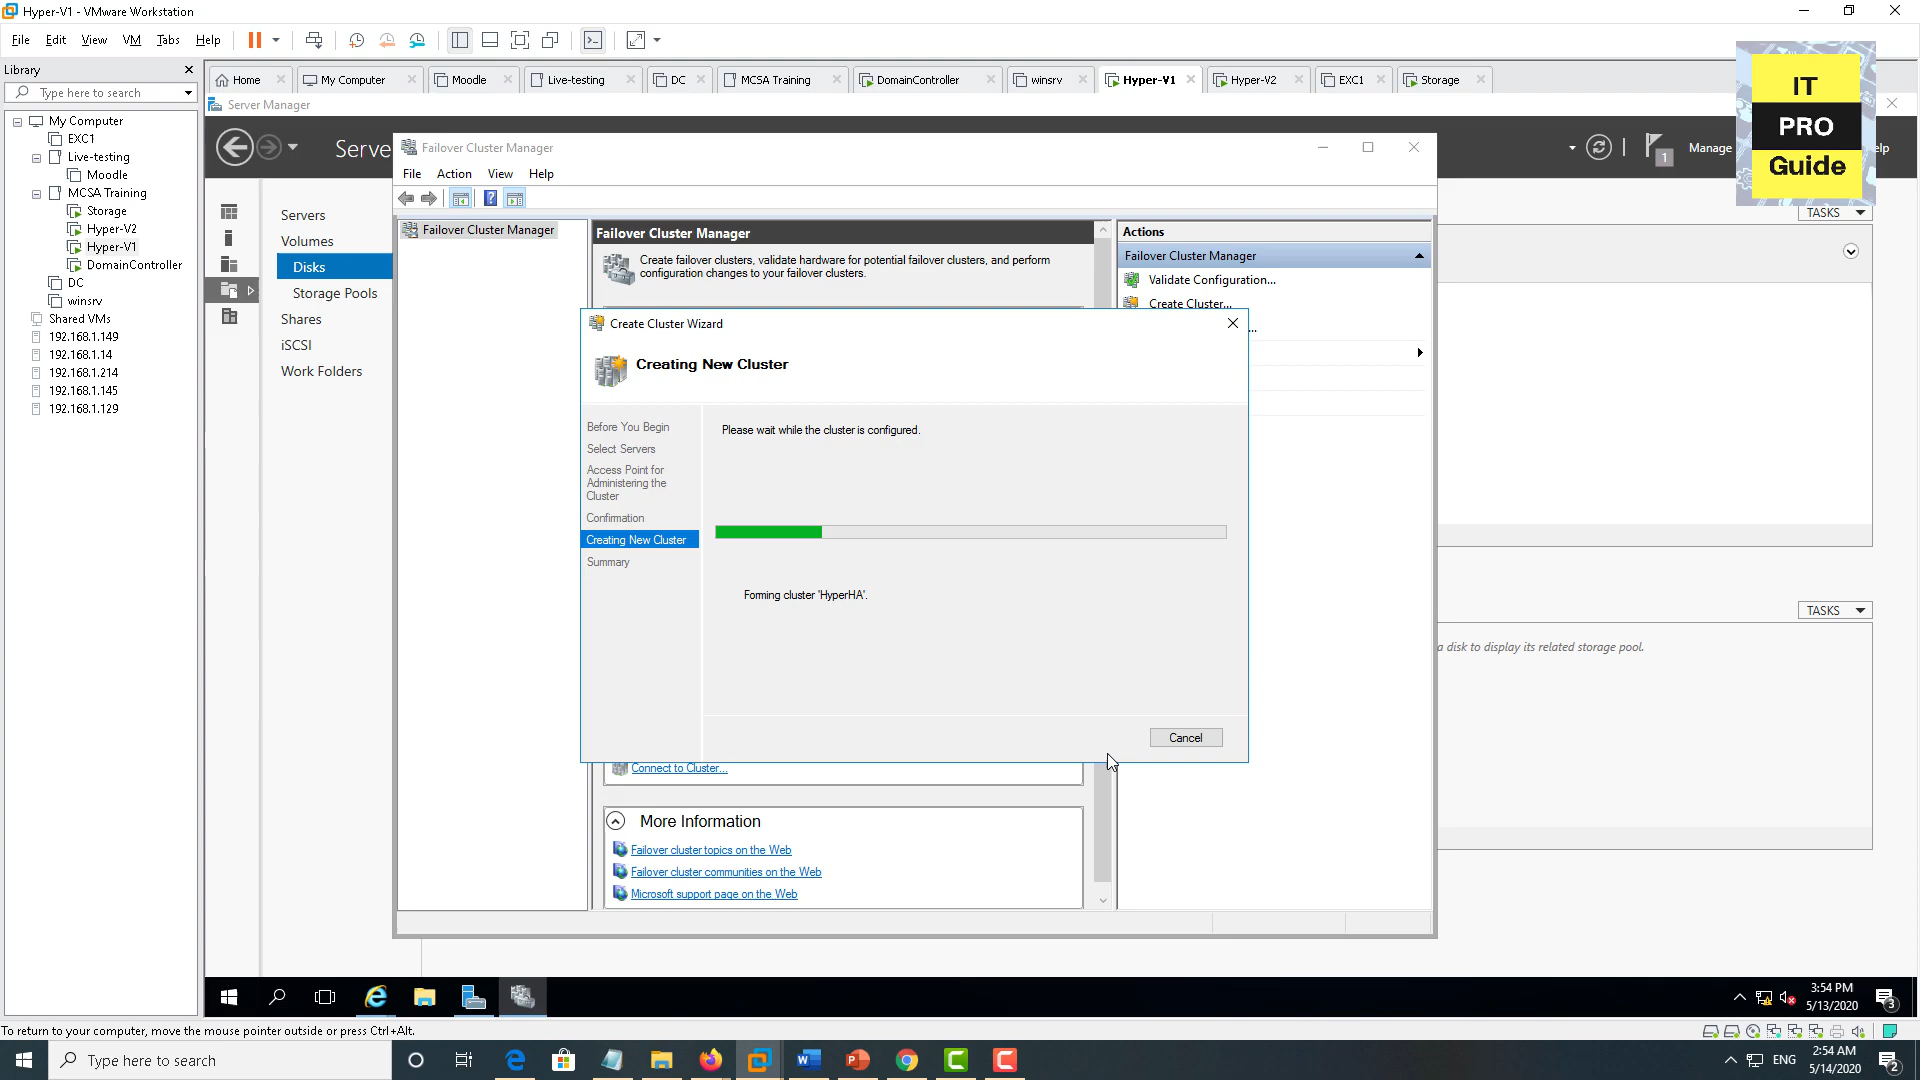 Hyper-V1 - VMware Workstation
File Edit View VM Tabs Help
Library
Type here to search
My Computer
EXC1
Live-testing
Moodle
MCSA Training
Storage
Hyper-V2
Hyper-V1
DomainController
DC
winsrv
Shared VMs
192.168.1.149
192.168.1.14
192.168.1.214
192.168.1.145
192.168.1.129
Home My Computer Moodle Live-testing DC MCSA Training DomainController winsrv Hyper-V1 Hyper-V2 EXC1 Storage
Server Manager
Serve
1
Manage
elp
IT
PRO
Guide
TASKS
Servers
Volumes
Disks
Storage Pools
Shares
iSCSI
Work Folders
Failover Cluster Manager
File Action View Help
Failover Cluster Manager
Failover Cluster Manager
Create failover clusters, validate hardware for potential failover clusters, and perform
configuration changes to your failover clusters.
Actions
Failover Cluster Manager
Validate Configuration...
Create Cluster...
...
Create Cluster Wizard
Creating New Cluster
Before You Begin
Select Servers
Access Point for
Administering the
Cluster
Confirmation
Creating New Cluster
Summary
Please wait while the cluster is configured.
Forming cluster 'HyperHA'.
Cancel
Connect to Cluster...
More Information
Failover cluster topics on the Web
Failover cluster communities on the Web
Microsoft support page on the Web
TASKS
a disk to display its related storage pool.
3:54 PM
5/13/2020
3
To return to your computer, move the mouse pointer outside or press Ctrl+Alt.
Type here to search
ENG
2:54 AM
5/14/2020
2